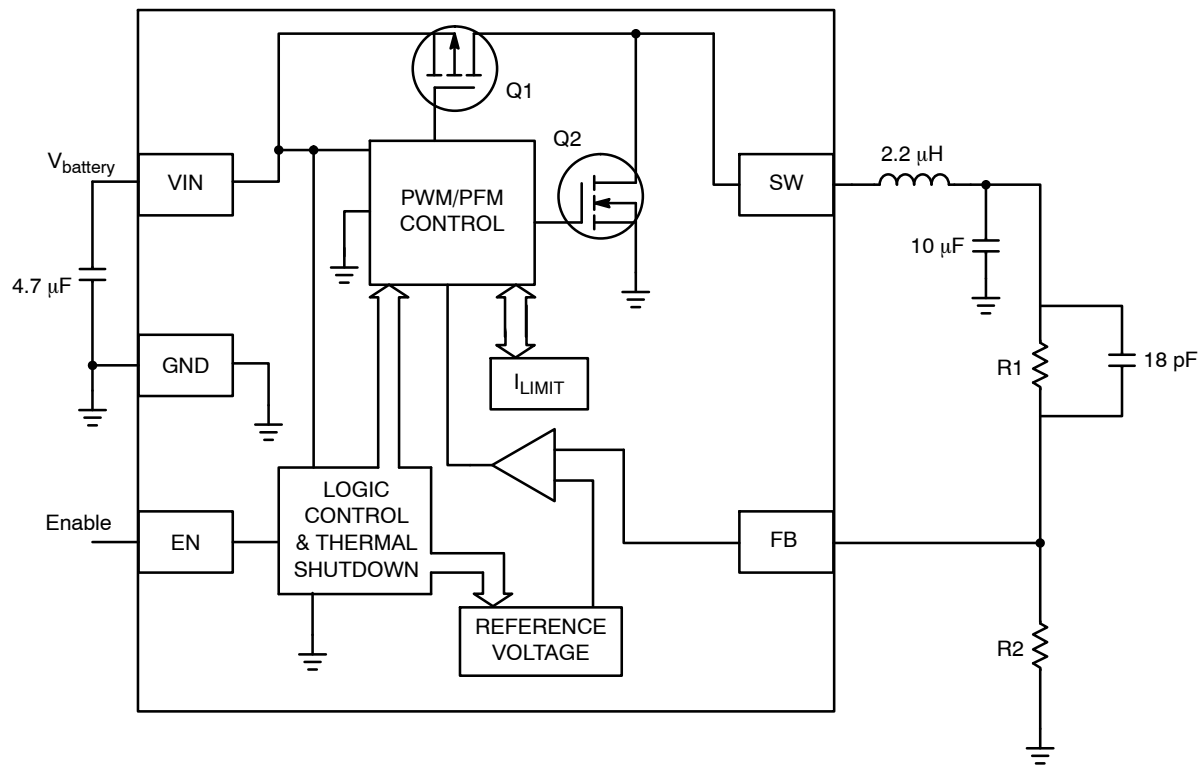 Q1
Q2
Vbattery
VIN
PWM/PFM
CONTROL
SW
2.2 μH
10 μF
4.7 μF
GND
ILIMIT
R1
18 pF
LOGIC
CONTROL
& THERMAL
SHUTDOWN
Enable
EN
FB
REFERENCE
VOLTAGE
R2